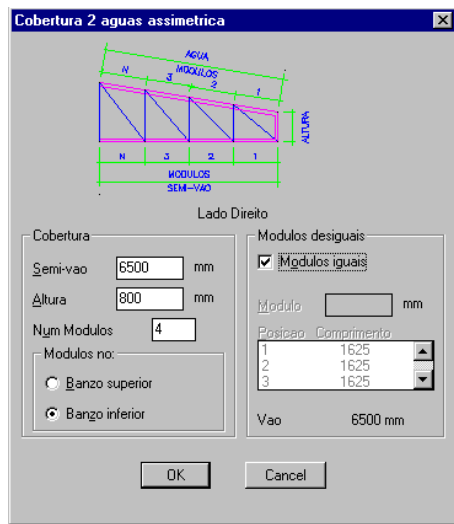 Cobertura 2 aguas assimetrica
AGUA
MODULOS
N 3 2 1
ALTURA
N 3 2 1
MODULOS
SEMI-VAO
Lado Direito
Cobertura
Semi-vao 6500 mm
Altura 800 mm
Num Modulos 4
Modulos no:
Banzo superior
Banzo inferior
Modulos desiguais
Modulos iguais
Modulo mm
Posicao Comprimento
1 1625
2 1625
3 1625
Vao 6500 mm
OK Cancel